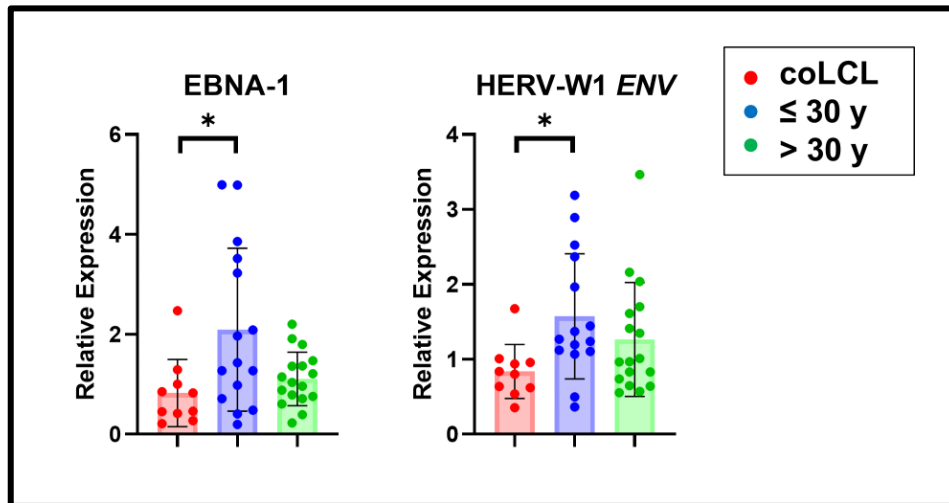 EBNA-1
*
Relative Expression
6
4
2
0
HERV-W1 ENV
*
Relative Expression
4
3
2
1
0
coLCL
≤ 30 y
> 30 y